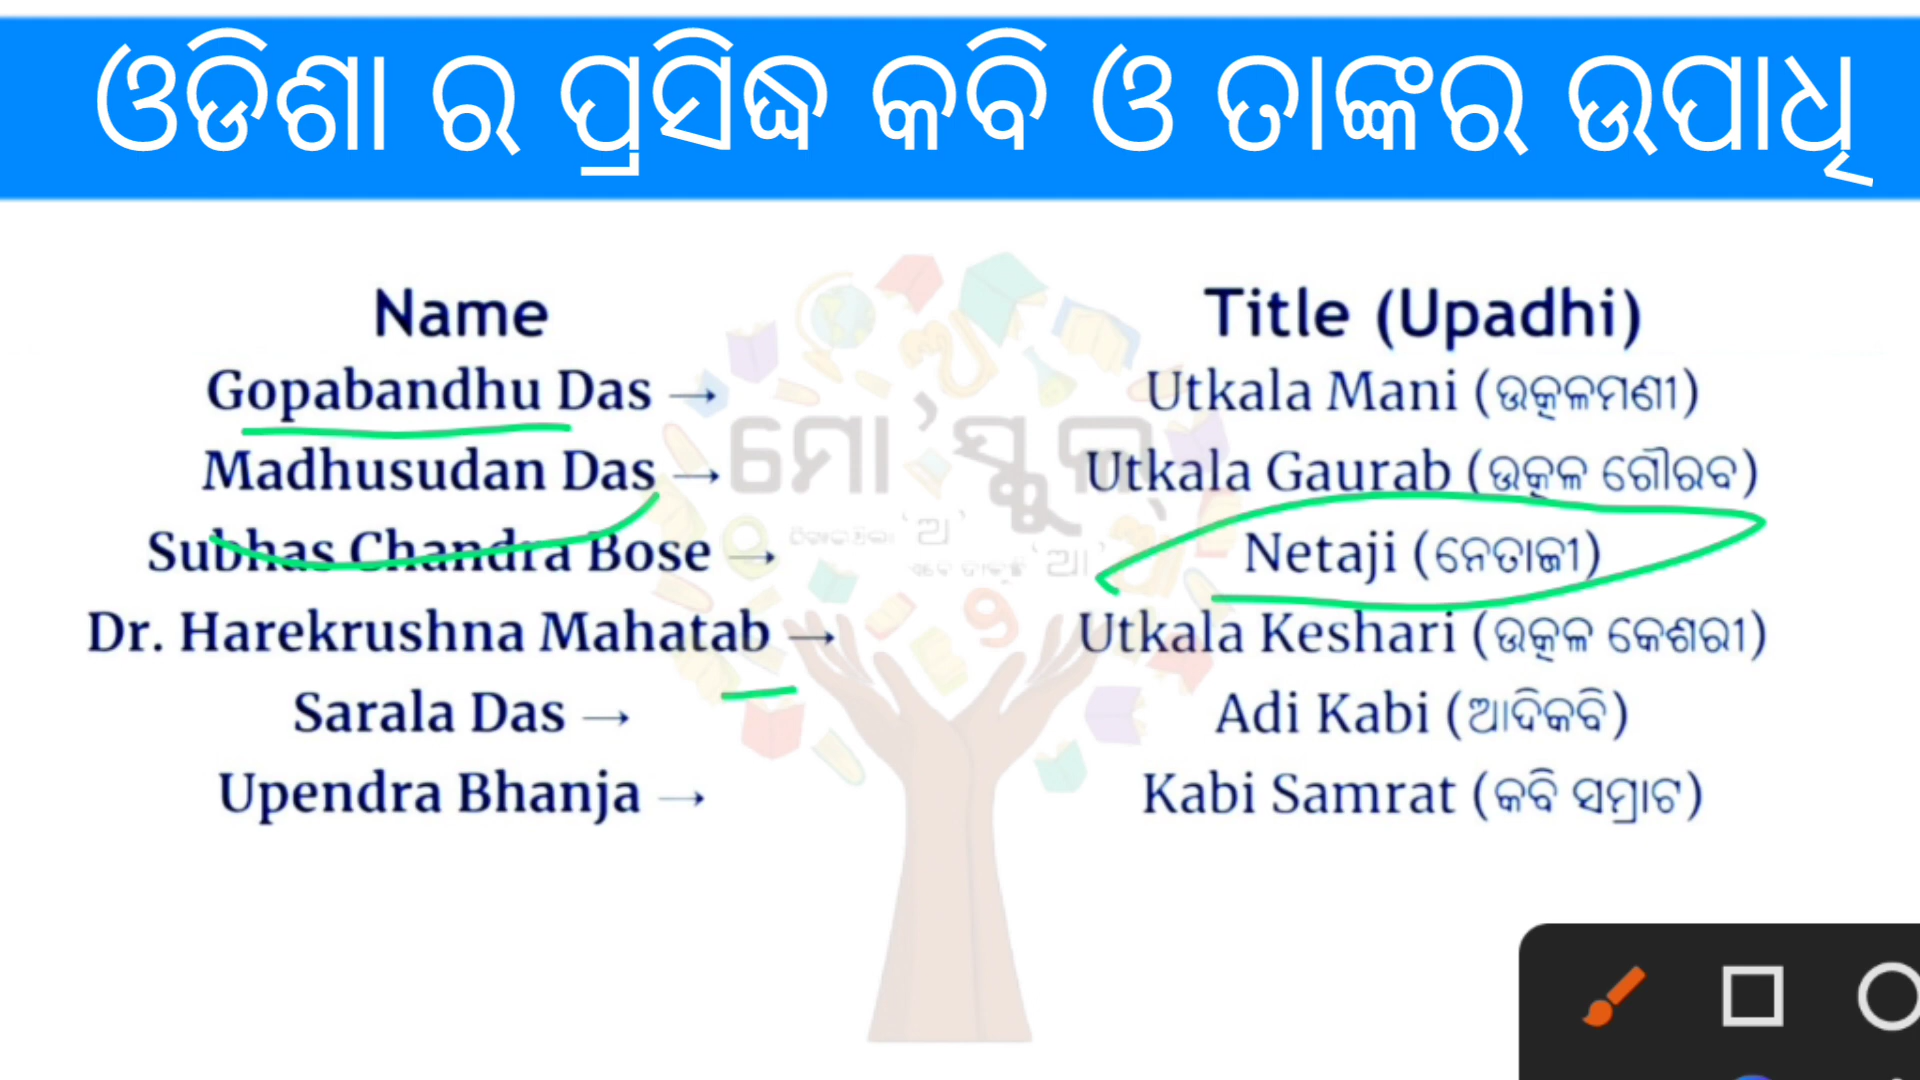 ଓଡିଶା ର ପ୍ରସିଦ୍ଧ କବି ଓ ତାଙ୍କର ଉପାଧି
Name Title (Upadhi)
Gopabandhu Das → Utkala Mani (ଉତ୍କଳମଣୀ)
Madhusudan Das → Utkala Gaurab (ଉତ୍କଳ ଗୌରବ)
Subhas Chandra Bose → Netaji (ନେତାଜୀ)
Dr. Harekrushna Mahatab → Utkala Keshari (ଉତ୍କଳ କେଶରୀ)
Sarala Das → Adi Kabi (ଆଦିକବି)
Upendra Bhanja → Kabi Samrat (କବି ସମ୍ରାଟ)
ମୋ 'ସ୍କୁଲ୍
'ଅ'
'ଆ'